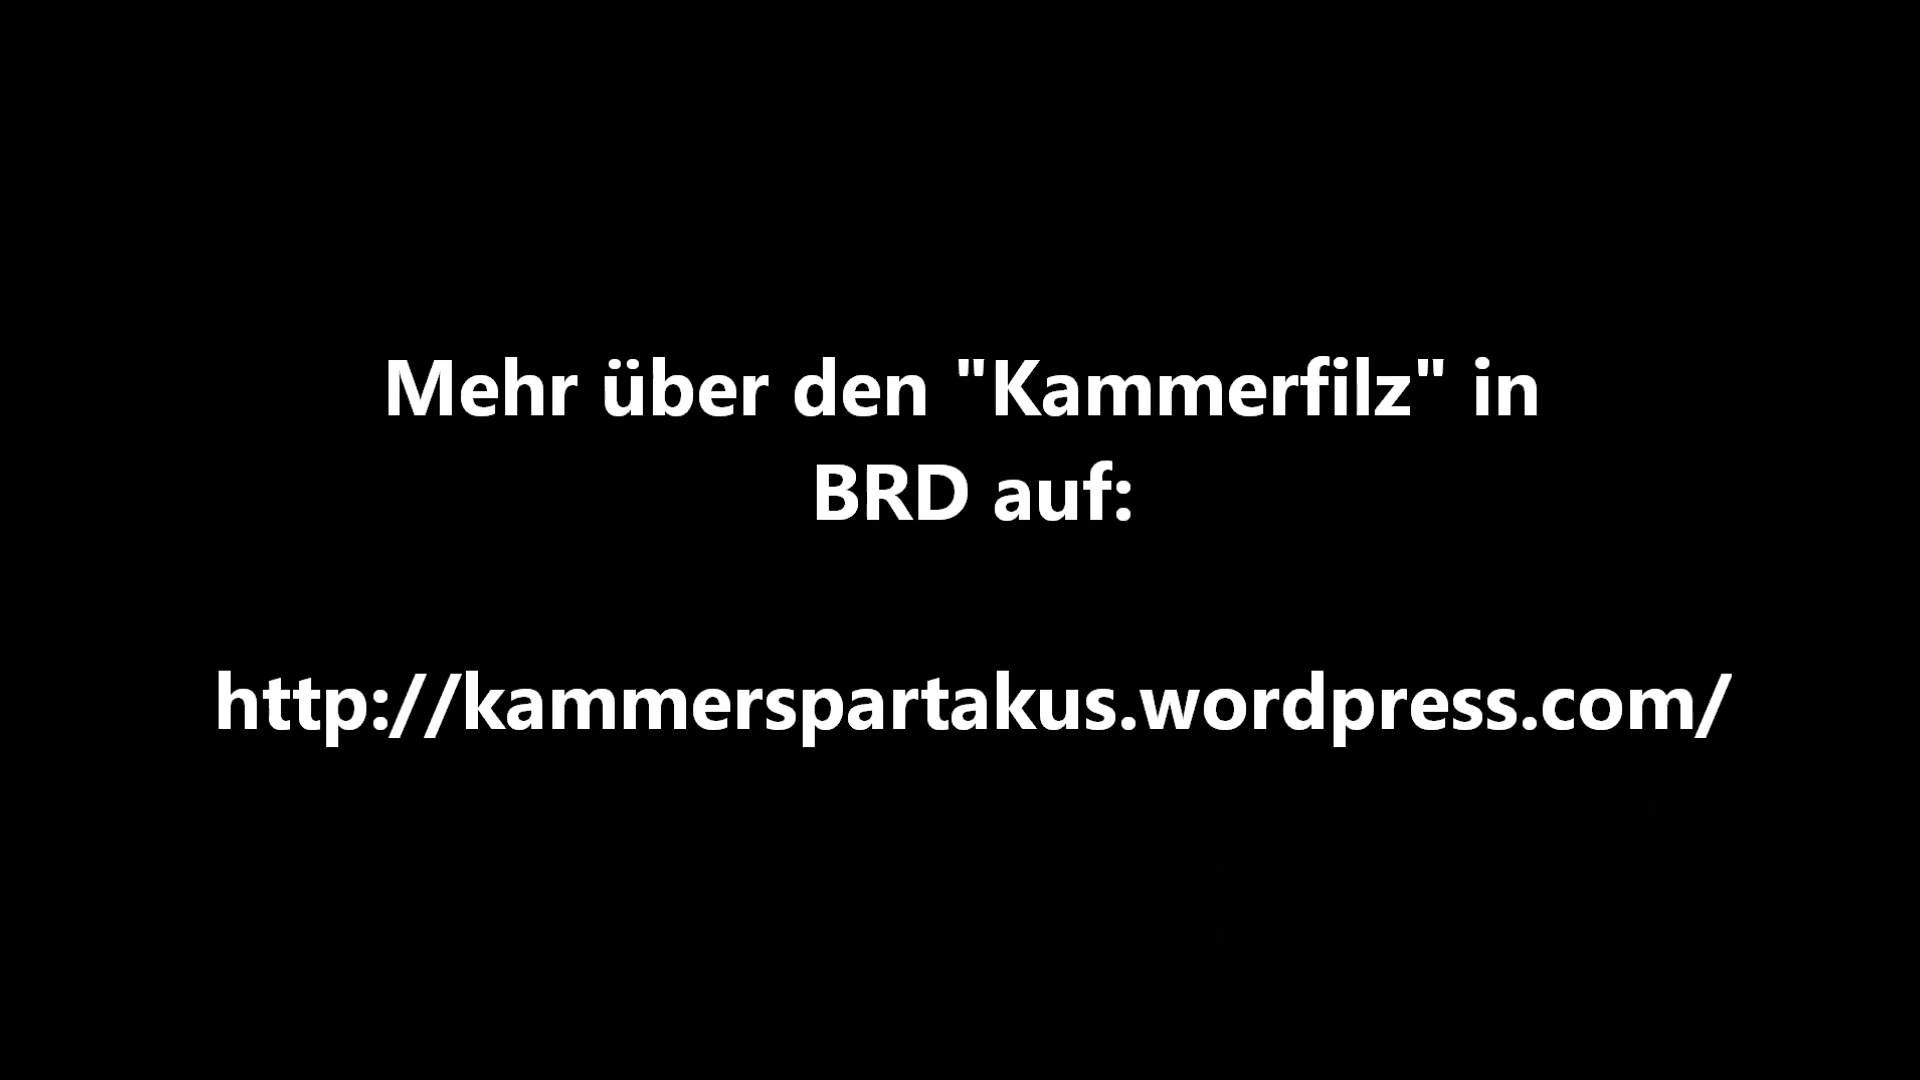 Mehr über den "Kammerfilz" in
BRD auf:
http://kammerspartakus.wordpress.com/